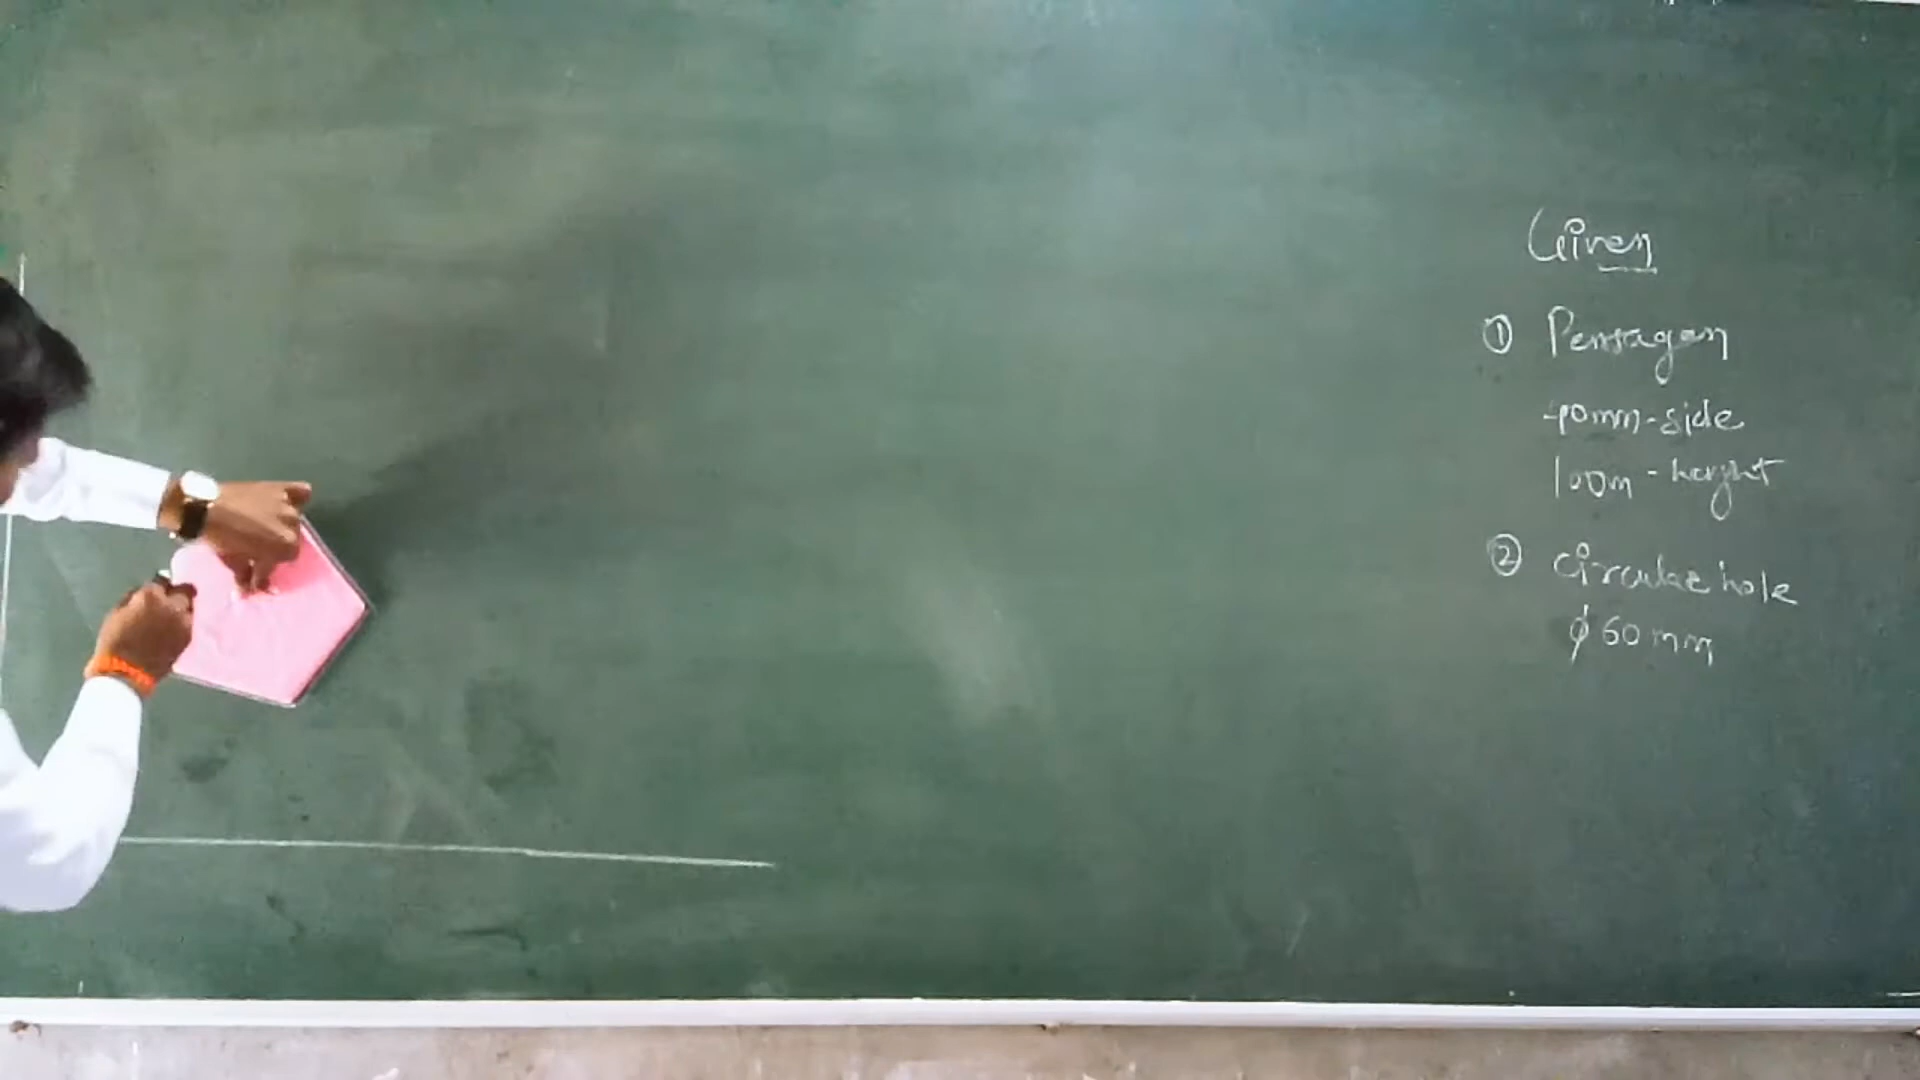 Given
① Pentagon
40mm-side
100m - height
② Circular hole
ϕ 60 mm